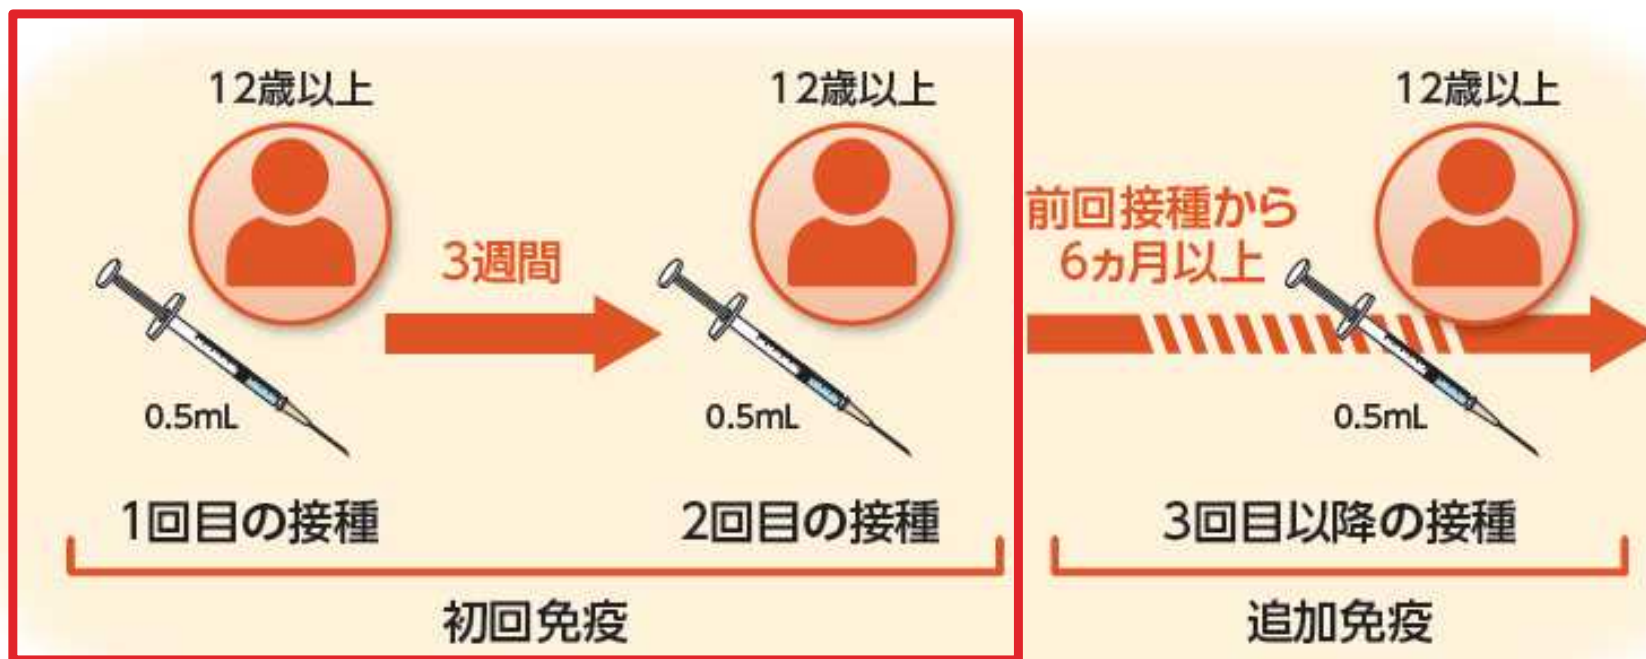 12歳以上
12歳以上
12歳以上
3週間
前回接種から
6ヵ月以上
0.5mL
0.5mL
0.5mL
1回目の接種
2回目の接種
3回目以降の接種
初回免疫
追加免疫